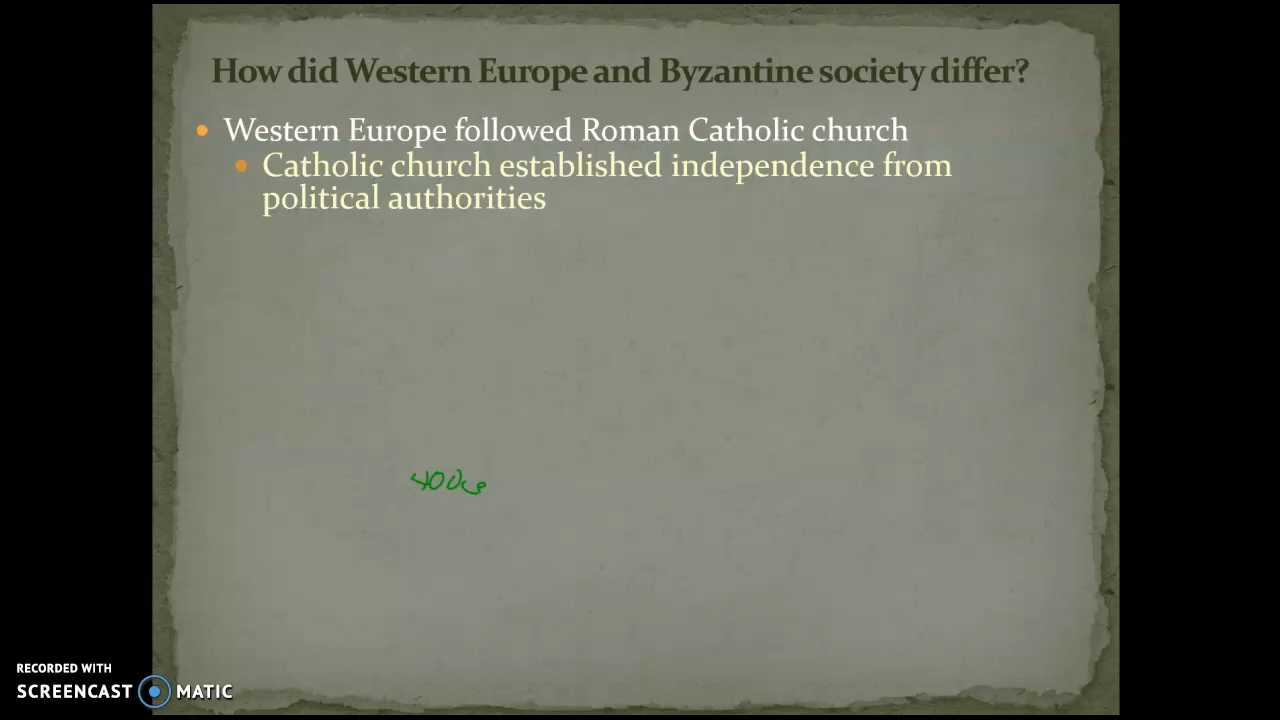 How did Western Europe and Byzantine society differ?
Western Europe followed Roman Catholic church
Catholic church established independence from
political authorities
400ce
RECORDED WITH
SCREENCAST MATIC